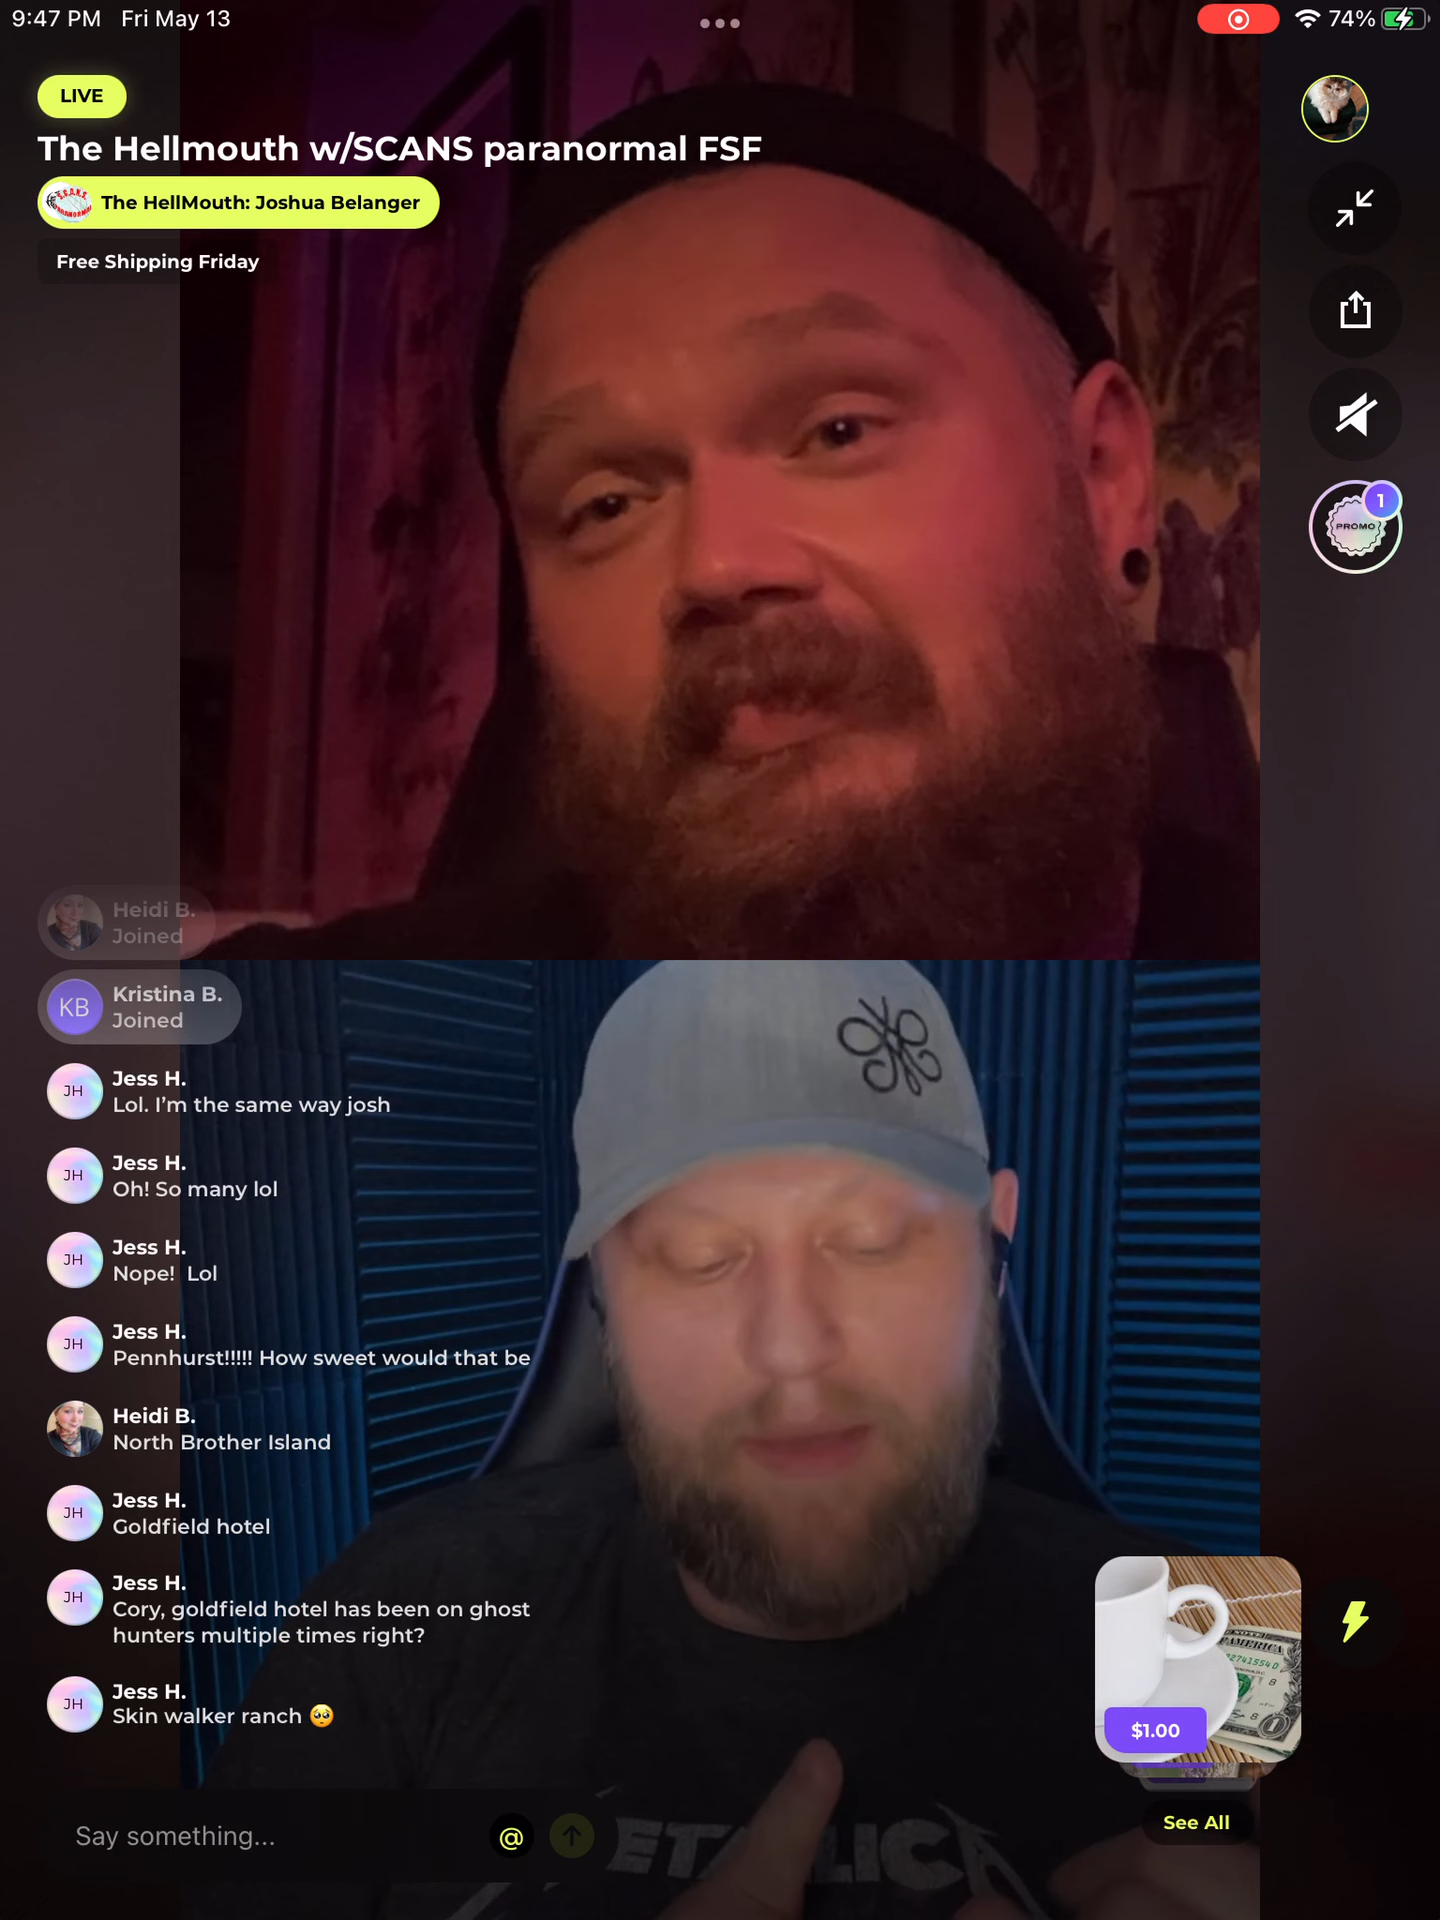 9:47 PM Fri May 13
74%
LIVE
The Hellmouth w/SCANS paranormal FSF
The HellMouth: Joshua Belanger
Free Shipping Friday
1
PROMO
Heidi B.
Joined
KB
Kristina B.
Joined
JH
Jess H.
Lol. I’m the same way josh
JH
Jess H.
Oh! So many lol
JH
Jess H.
Nope!  Lol
JH
Jess H.
Pennhurst!!!!! How sweet would that be
Heidi B.
North Brother Island
JH
Jess H.
Goldfield hotel
JH
Jess H.
Cory, goldfield hotel has been on ghost
hunters multiple times right?
JH
Jess H.
Skin walker ranch 🥺
AMERICA
$1.00
Say something...
@
See All
ETALLICA